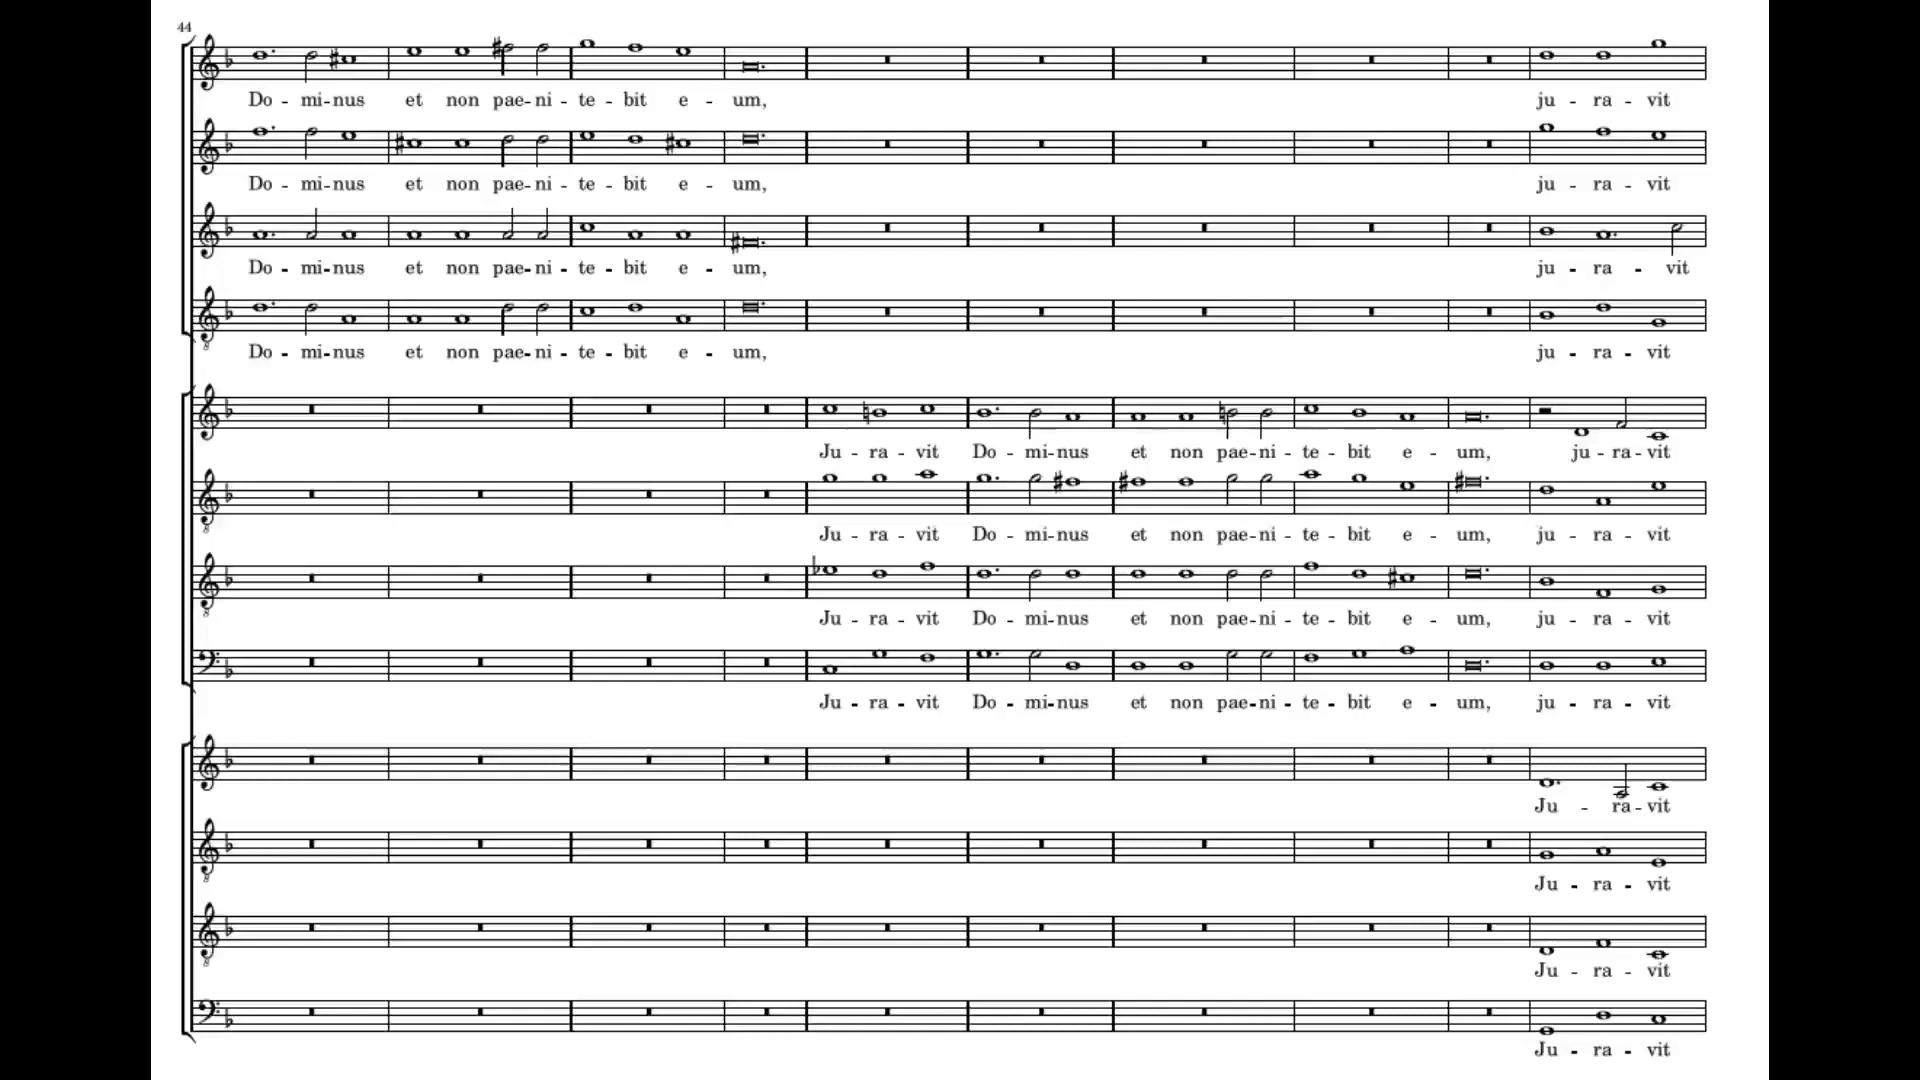 44
Do - mi - nus et non pae - ni - te - bit e - um, ju - ra - vit
Do - mi - nus et non pae - ni - te - bit e - um, ju - ra - vit
Do - mi - nus et non pae - ni - te - bit e - um, ju - ra - vit
Do - mi - nus et non pae - ni - te - bit e - um, ju - ra - vit
Ju - ra - vit Do - mi - nus et non pae - ni - te - bit e - um, ju - ra - vit
Ju - ra - vit Do - mi - nus et non pae - ni - te - bit e - um, ju - ra - vit
Ju - ra - vit Do - mi - nus et non pae - ni - te - bit e - um, ju - ra - vit
Ju - ra - vit Do - mi - nus et non pae - ni - te - bit e - um, ju - ra - vit
Ju - ra - vit
Ju - ra - vit
Ju - ra - vit
Ju - ra - vit